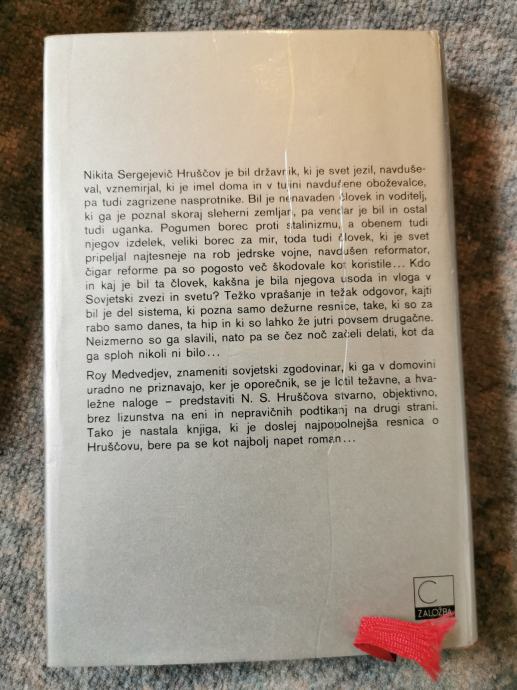 Nikita Sergejevič Hruščov je bil državnik, ki je svet jezil, navduše-
val, vznemirjal, ki je imel doma in v tujini navdušene oboževalce,
pa tudi zagrizene nasprotnike. Bil je nenavaden človek in voditelj,
ki ga je poznal skoraj sleherni zemljan, pa vendar je bil in ostal
tudi uganka. Pogumen borec proti stalinizmu, a obenem tudi
njegov izdelek, veliki borec za mir, toda tudi človek, ki je svet
pripeljal najtesneje na rob jedrske vojne, navdušen reformator,
čigar reforme pa so pogosto več škodovale kot koristile... Kdo
in kaj je bil ta človek, kakšna je bila njegova usoda in vloga v
Sovjetski zvezi in svetu? Težko vprašanje in težak odgovor, kajti
bil je del sistema, ki pozna samo dežurne resnice, take, ki so za
rabo samo danes, ta hip in ki so lahko že jutri povsem drugačne.
Neizmerno so ga slavili, nato pa se čez noč začeli delati, kot da
ga sploh nikoli ni bilo...
Roy Medvedjev, znameniti sovjetski zgodovinar, ki ga v domovini
uradno ne priznavajo, ker je oporečnik, se je lotil težavne, a hva-
ležne naloge – predstaviti N. S. Hruščova stvarno, objektivno,
brez lizunstva na eni in nepravičnih podtikanj na drugi strani.
Tako je nastala knjiga, ki je doslej najpopolnejša resnica o
Hruščovu, bere pa se kot najbolj napet roman...
C
ZALOŽBA